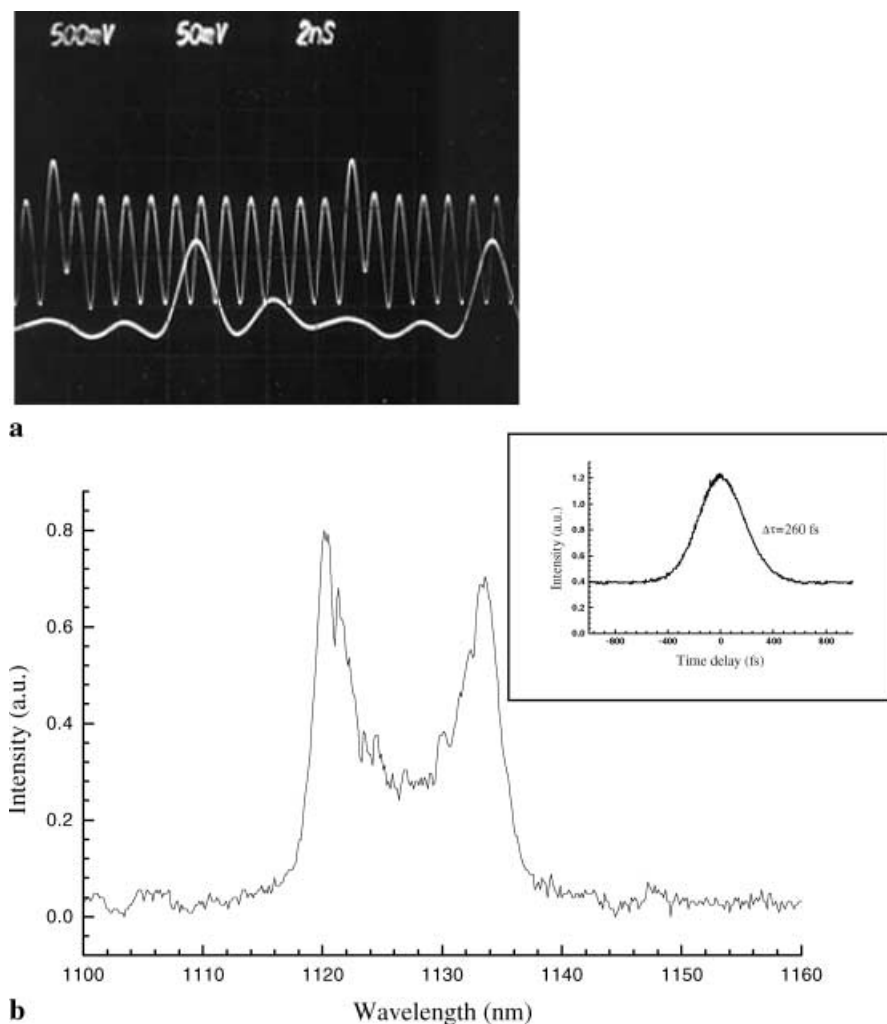 500mV 50mV 2nS
a
1.2
1.0
0.8
0.6
0.4
0.2
0.0
Intensity (a.u.)
Δτ=260 fs
-800 -400 0 400 800
Time delay (fs)
0.8
0.6
0.4
0.2
0.0
Intensity (a.u.)
1100 1110 1120 1130 1140 1150 1160
b Wavelength (nm)